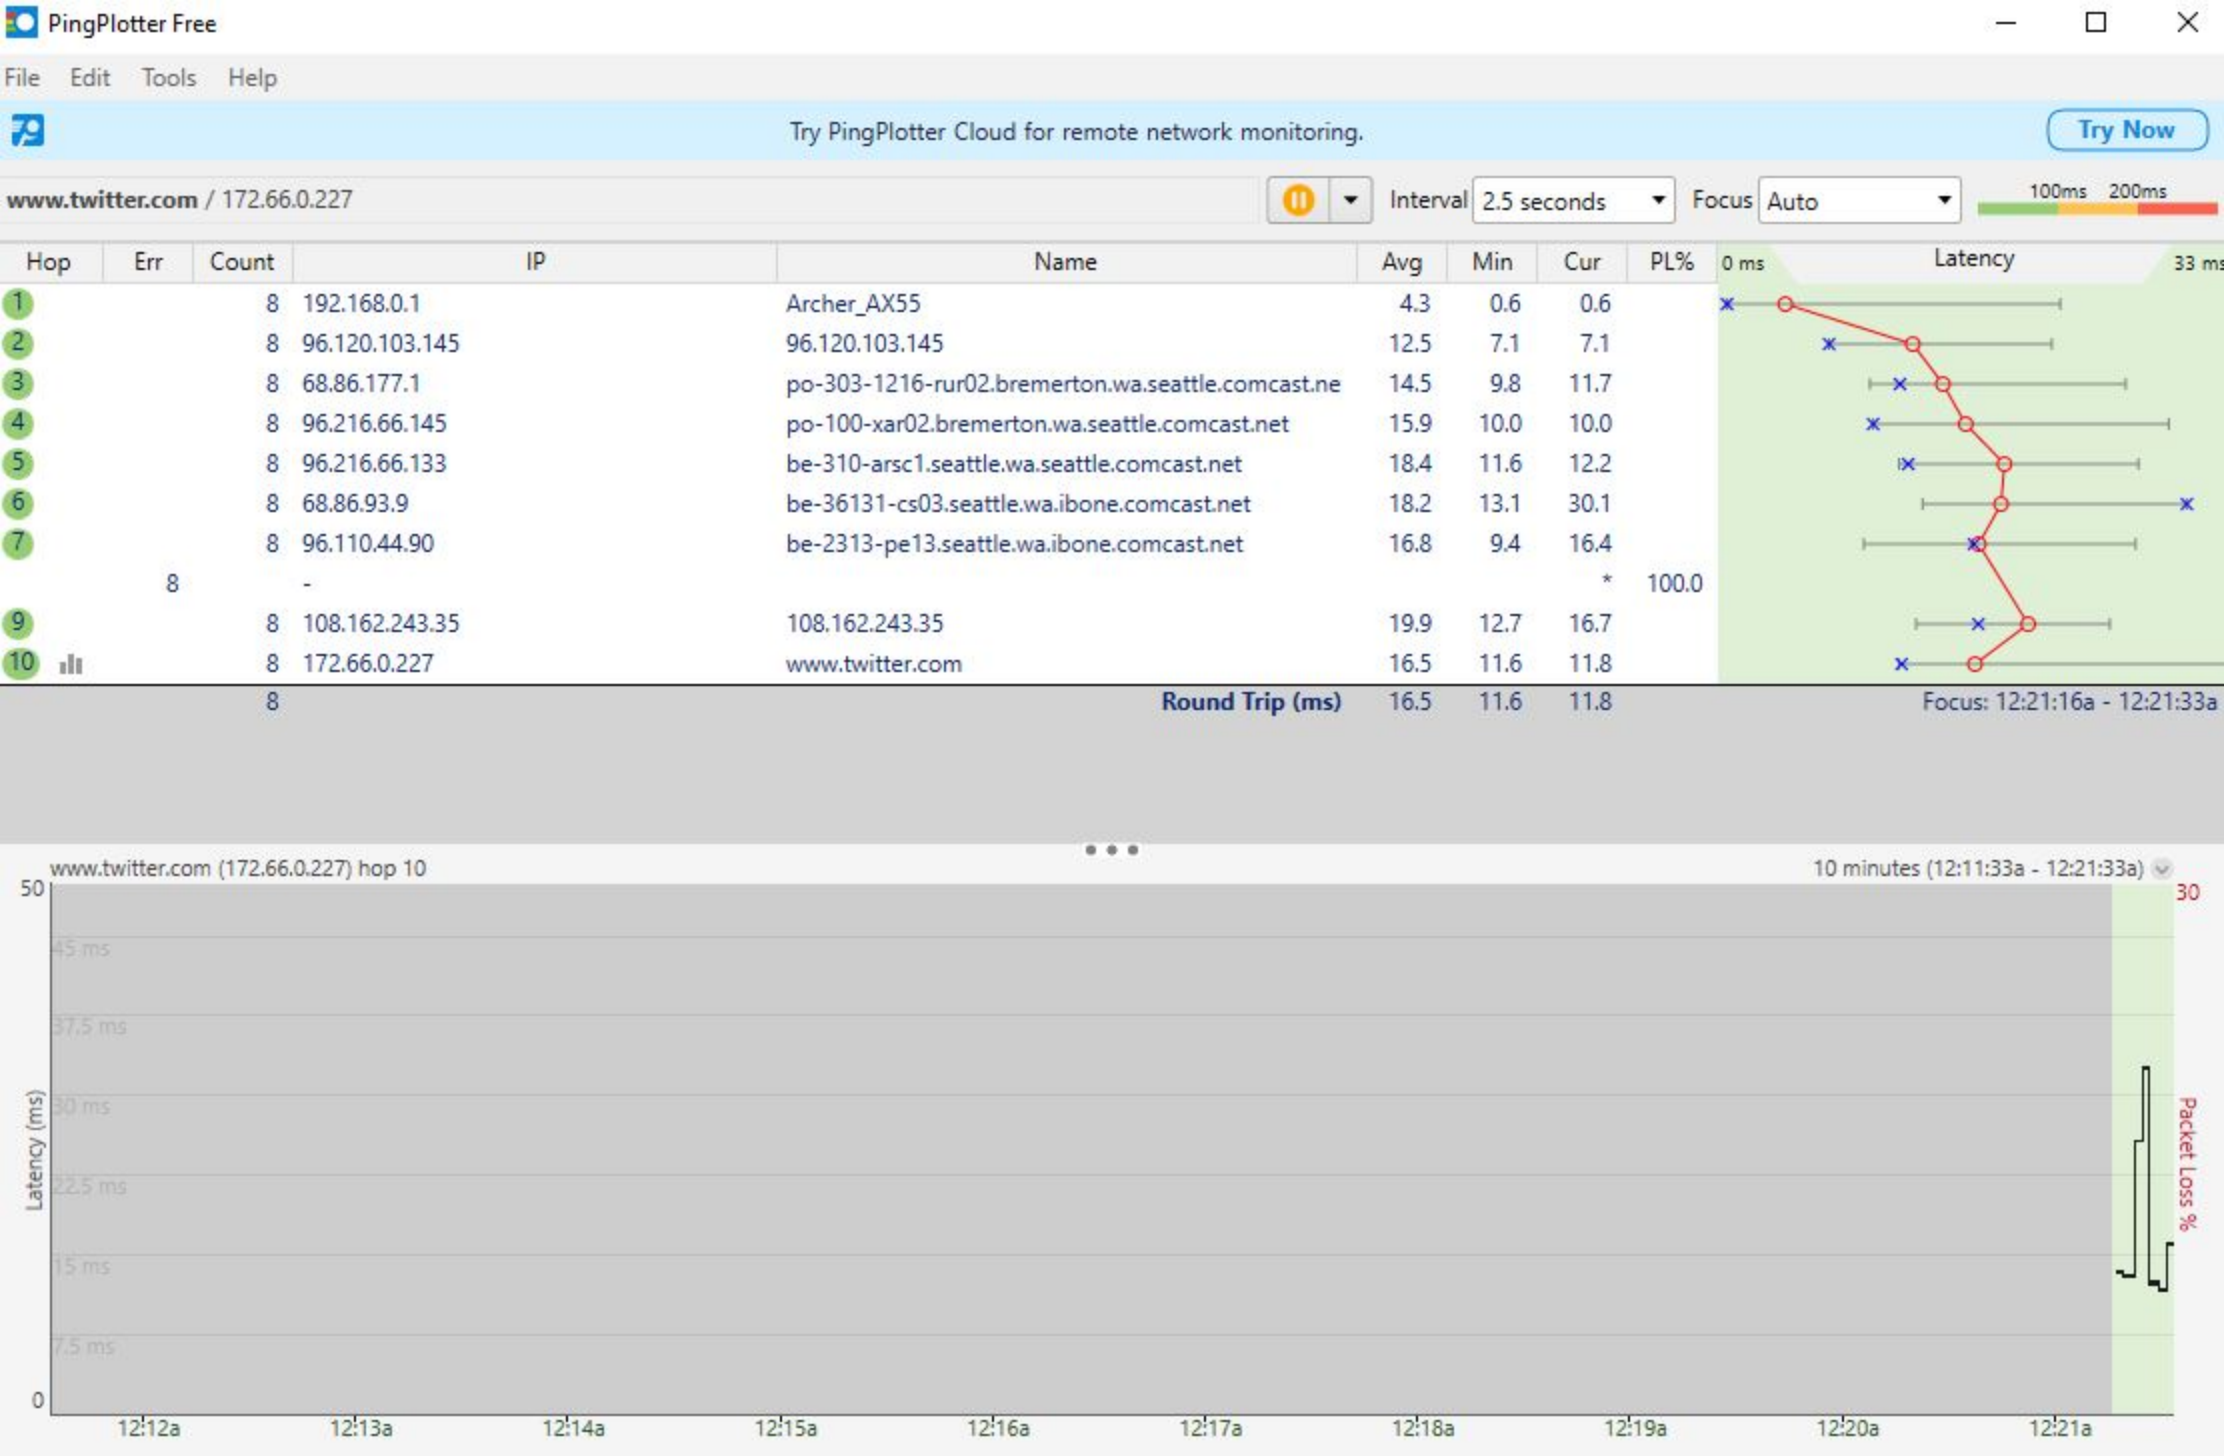 PingPlotter Free
File Edit Tools Help
Try PingPlotter Cloud for remote network monitoring. Try Now
www.twitter.com / 172.66.0.227 Interval 2.5 seconds Focus Auto 100ms 200ms
Hop Err Count IP Name Avg Min Cur PL% 0 ms Latency 33 ms
1 8 192.168.0.1 Archer_AX55 4.3 0.6 0.6
2 8 96.120.103.145 96.120.103.145 12.5 7.1 7.1
3 8 68.86.177.1 po-303-1216-rur02.bremerton.wa.seattle.comcast.ne 14.5 9.8 11.7
4 8 96.216.66.145 po-100-xar02.bremerton.wa.seattle.comcast.net 15.9 10.0 10.0
5 8 96.216.66.133 be-310-arsc1.seattle.wa.seattle.comcast.net 18.4 11.6 12.2
6 8 68.86.93.9 be-36131-cs03.seattle.wa.ibone.comcast.net 18.2 13.1 30.1
7 8 96.110.44.90 be-2313-pe13.seattle.wa.ibone.comcast.net 16.8 9.4 16.4
8 - * 100.0
9 8 108.162.243.35 108.162.243.35 19.9 12.7 16.7
10 8 172.66.0.227 www.twitter.com 16.5 11.6 11.8
8 Round Trip (ms) 16.5 11.6 11.8 Focus: 12:21:16a - 12:21:33a
www.twitter.com (172.66.0.227) hop 10 10 minutes (12:11:33a - 12:21:33a)
50 30
45 ms
37.5 ms
30 ms
22.5 ms
15 ms
7.5 ms
0
Latency (ms)
Packet Loss %
12:12a 12:13a 12:14a 12:15a 12:16a 12:17a 12:18a 12:19a 12:20a 12:21a